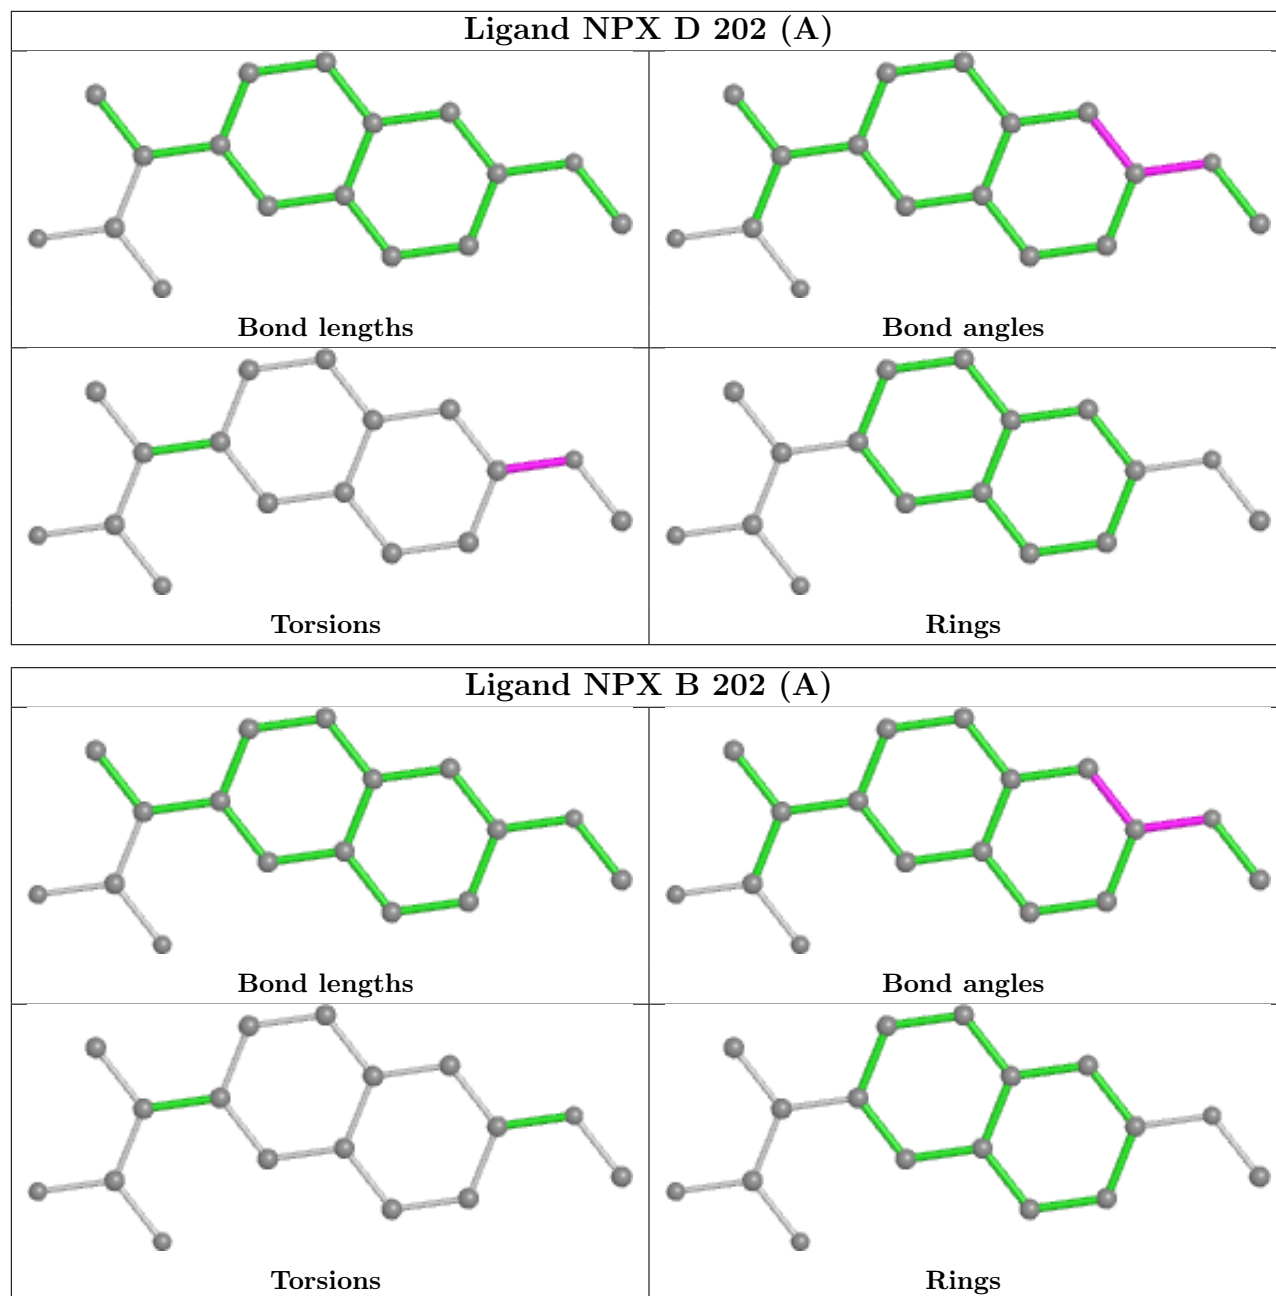 Ligand NPX D 202 (A)
Bond lengths
Bond angles
Torsions
Rings
Ligand NPX B 202 (A)
Bond lengths
Bond angles
Torsions
Rings